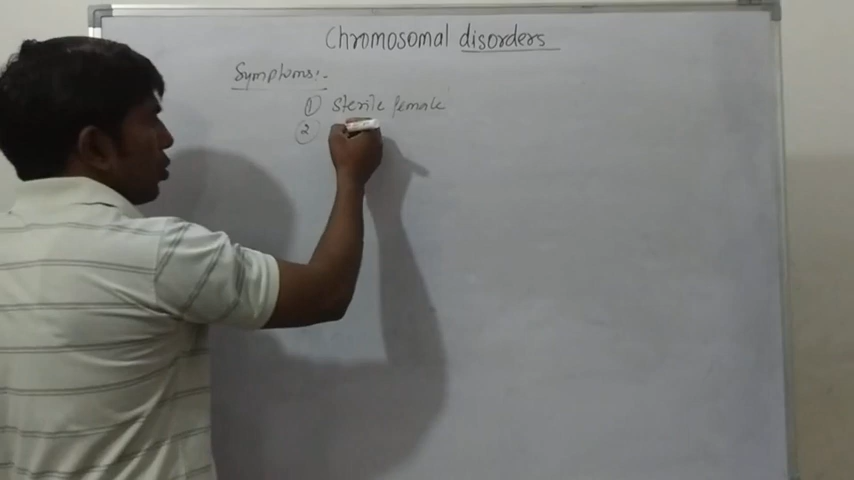 Chromosomal disorders
Symptoms:-
① Sterile female
②